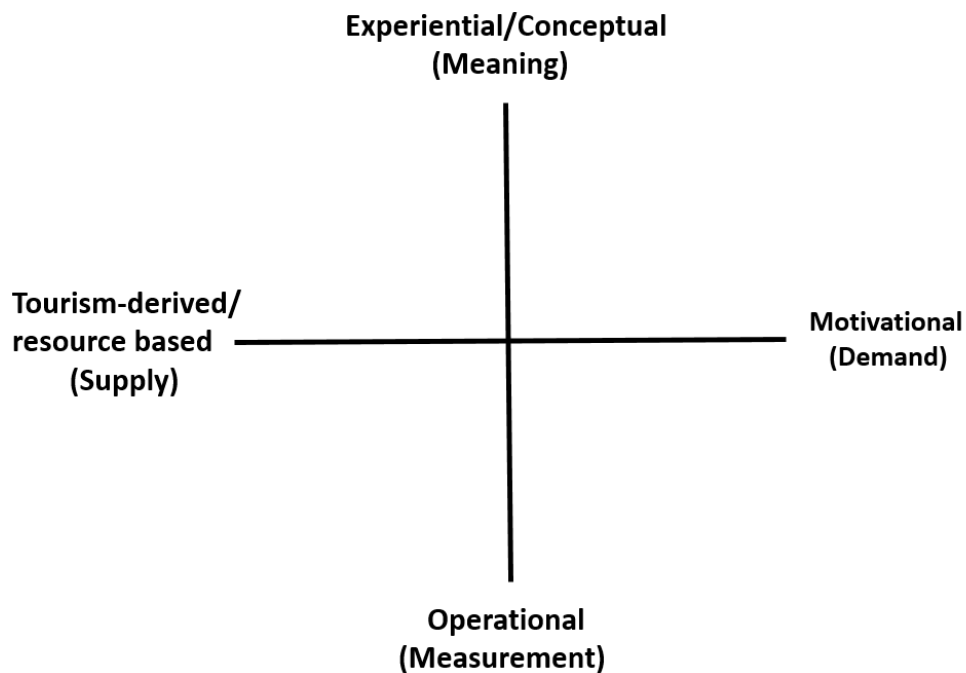 Experiential/Conceptual
(Meaning)
Tourism-derived/
resource based
(Supply)
Motivational
(Demand)
Operational
(Measurement)